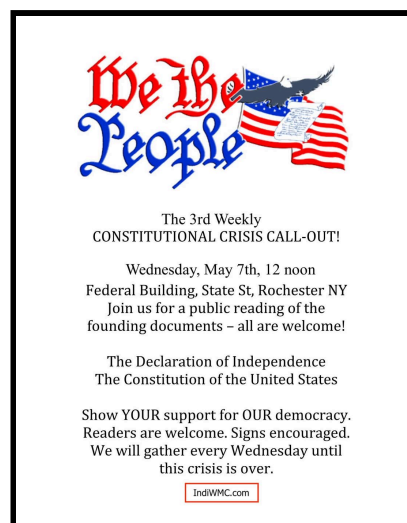 We the
People
The 3rd Weekly
CONSTITUTIONAL CRISIS CALL-OUT!
Wednesday, May 7th, 12 noon
Federal Building, State St, Rochester NY
Join us for a public reading of the
founding documents – all are welcome!
The Declaration of Independence
The Constitution of the United States
Show YOUR support for OUR democracy.
Readers are welcome. Signs encouraged.
We will gather every Wednesday until
this crisis is over.
IndiWMC.com